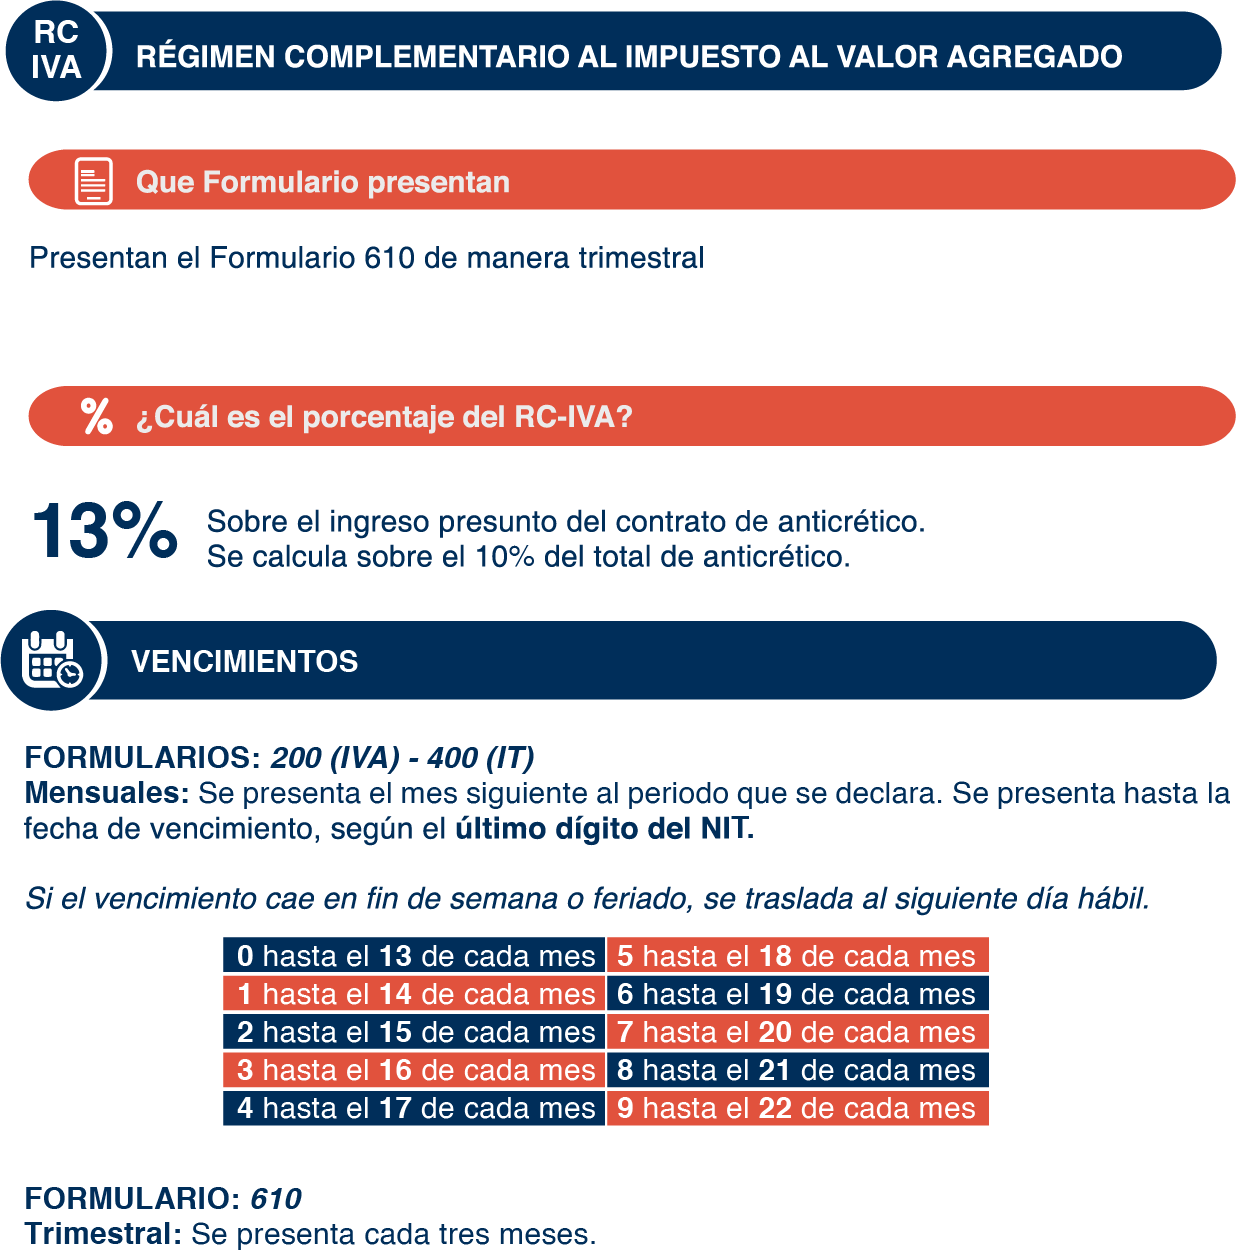 RC
IVA
RÉGIMEN COMPLEMENTARIO AL IMPUESTO AL VALOR AGREGADO
Que Formulario presentan
Presentan el Formulario 610 de manera trimestral
% ¿Cuál es el porcentaje del RC-IVA?
13%
Sobre el ingreso presunto del contrato de anticrético.
Se calcula sobre el 10% del total de anticrético.
VENCIMIENTOS
FORMULARIOS: 200 (IVA) - 400 (IT)
Mensuales: Se presenta el mes siguiente al periodo que se declara. Se presenta hasta la
fecha de vencimiento, según el último dígito del NIT.
Si el vencimiento cae en fin de semana o feriado, se traslada al siguiente día hábil.
0 hasta el 13 de cada mes
5 hasta el 18 de cada mes
1 hasta el 14 de cada mes
6 hasta el 19 de cada mes
2 hasta el 15 de cada mes
7 hasta el 20 de cada mes
3 hasta el 16 de cada mes
8 hasta el 21 de cada mes
4 hasta el 17 de cada mes
9 hasta el 22 de cada mes
FORMULARIO: 610
Trimestral: Se presenta cada tres meses.